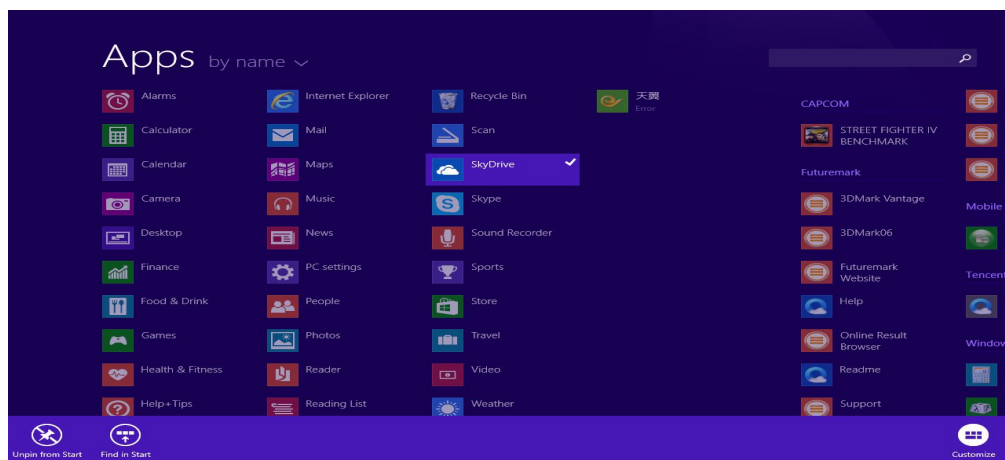 Apps by name
Alarms
Calculator
Calendar
Camera
Desktop
Finance
Food & Drink
Games
Health & Fitness
Help+Tips
Internet Explorer
Mail
Maps
Music
News
PC settings
People
Photos
Reader
Reading List
Recycle Bin
Scan
SkyDrive
Skype
Sound Recorder
Sports
Store
Travel
Video
Weather
天翼
Error
CAPCOM
STREET FIGHTER IV
BENCHMARK
Futuremark
3DMark Vantage
3DMark06
Futuremark
Website
Help
Online Result
Browser
Readme
Support
Mobile
Tencent
Window
Unpin from Start
Find in Start
Customize